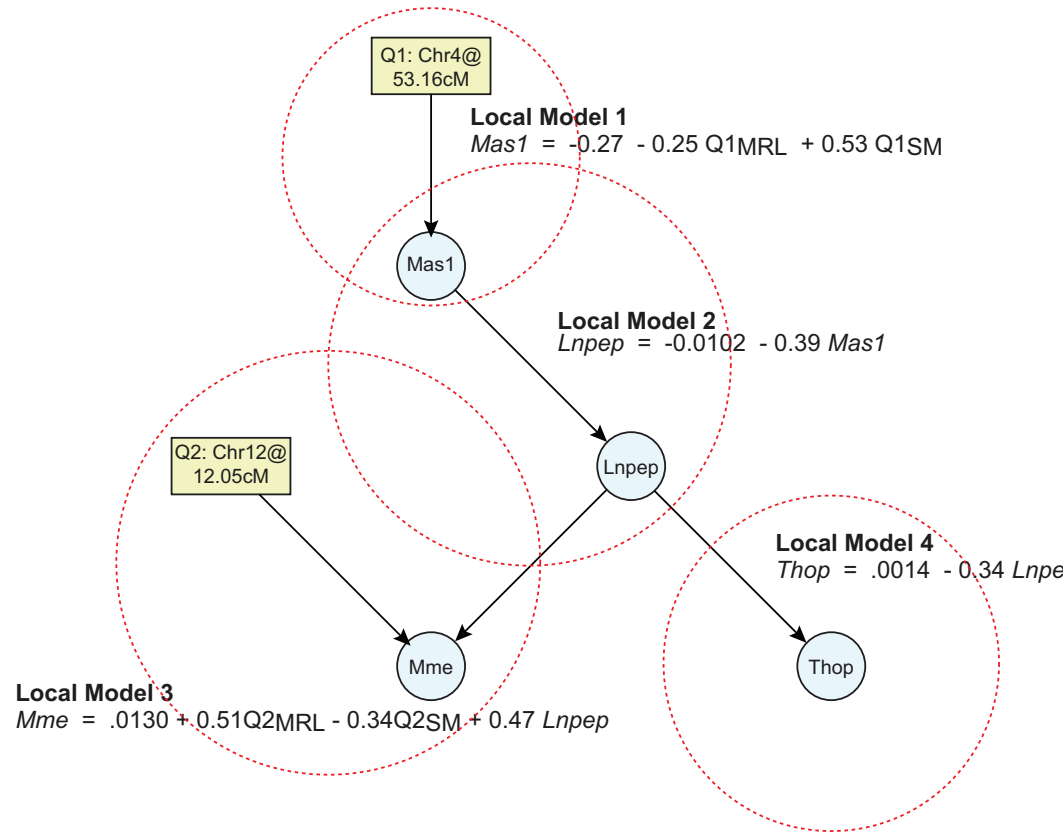 Q1: Chr4@
53.16cM
Local Model 1
Mas1 = -0.27 - 0.25 Q1MRL + 0.53 Q1SM
Mas1
Local Model 2
Lnpep = -0.0102 - 0.39 Mas1
Q2: Chr12@
12.05cM
Lnpep
Local Model 4
Thop = .0014 - 0.34 Lnpe
Mme
Thop
Local Model 3
Mme = .0130 + 0.51Q2MRL - 0.34Q2SM + 0.47 Lnpep